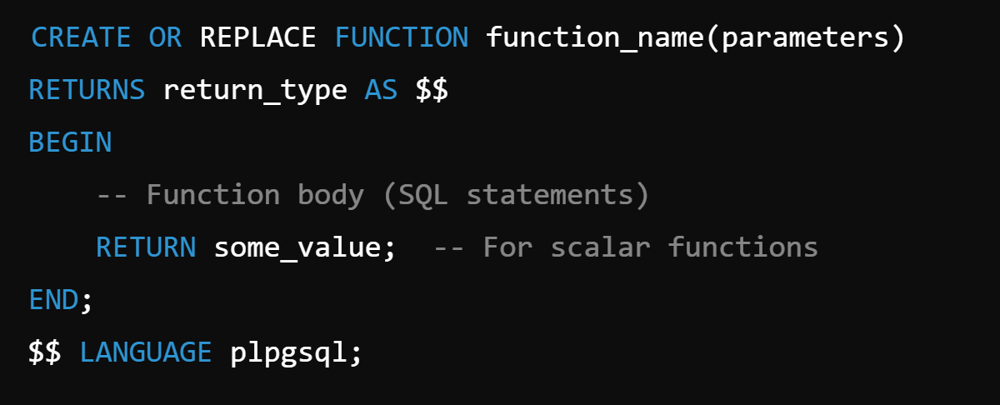 CREATE OR REPLACE FUNCTION function_name(parameters)
RETURNS return_type AS $$
BEGIN
    -- Function body (SQL statements)
    RETURN some_value;  -- For scalar functions
END;
$$ LANGUAGE plpgsql;